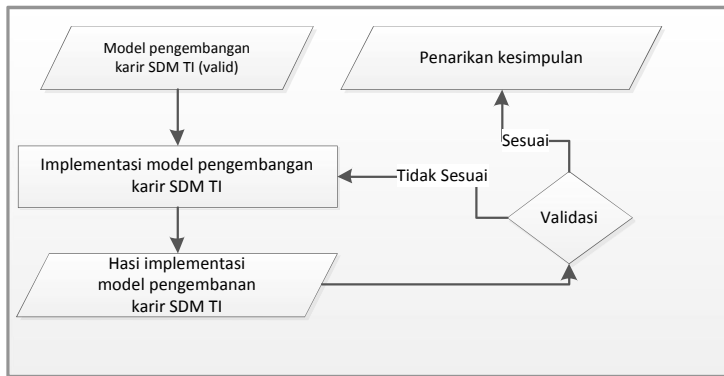 Model pengembangan
karir SDM TI (valid)
Penarikan kesimpulan
Sesuai
Implementasi model pengembangan
karir SDM TI
Tidak Sesuai
Validasi
Hasi implementasi
model pengembanan
karir SDM TI